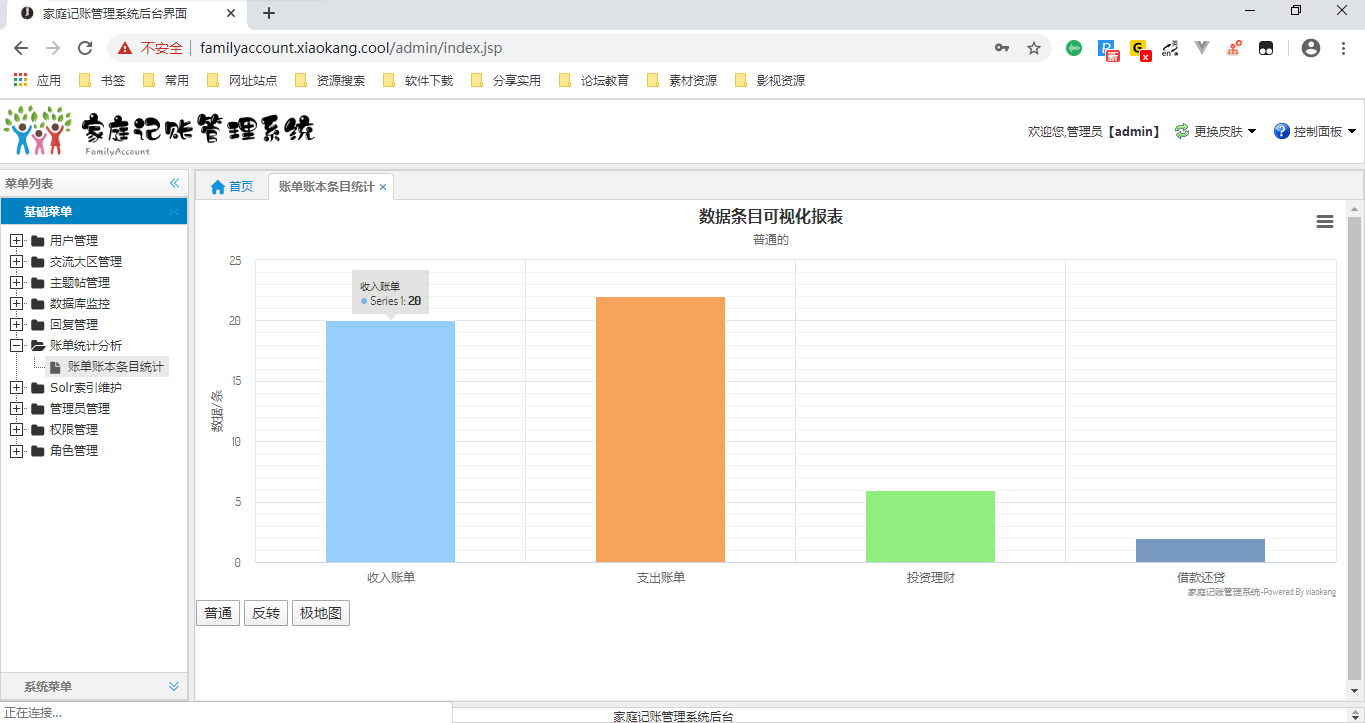 家庭记账管理系统后台界面
不安全 familyaccount.xiaokang.cool/admin/index.jsp
新 G x en
应用 书签 常用 网址站点 资源搜索 软件下载 分享实用 论坛教育 素材资源 影视资源
家庭记账管理系统
FamilyAccount
欢迎您,管理员【admin】 更换皮肤 控制面板
菜单列表
基础菜单
用户管理
交流大区管理
主题帖管理
数据库监控
回复管理
账单统计分析
账单账本条目统计
Solr索引维护
管理员管理
权限管理
角色管理
系统菜单
首页 账单账本条目统计
数据条目可视化报表
普通的
数据/条
25
20
15
10
5
0
收入账单
Series 1: 20
收入账单 支出账单 投资理财 借款还贷
家庭记账管理系统-Powered By xiaokang
普通 反转 极地图
正在连接...
家庭记账管理系统后台